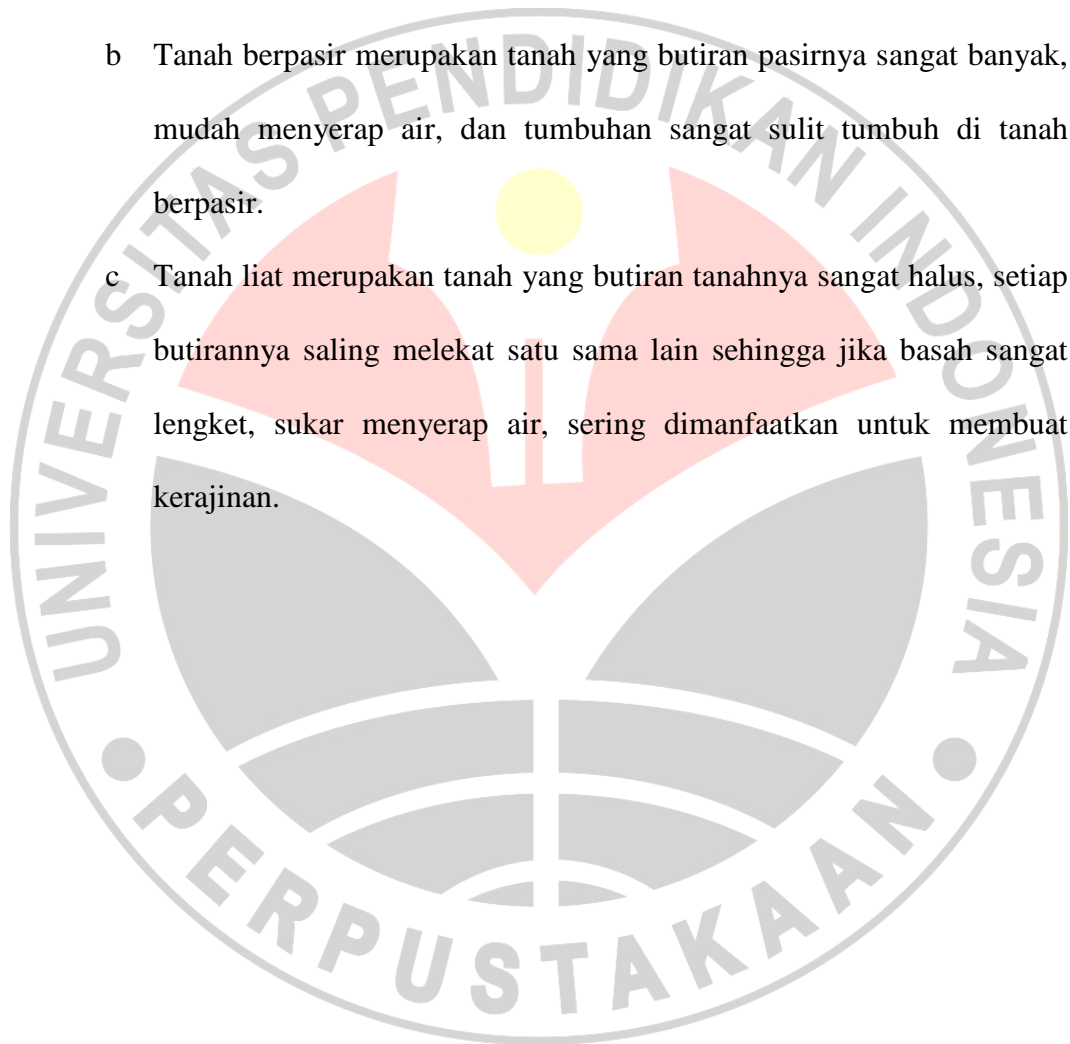 b Tanah berpasir merupakan tanah yang butiran pasirnya sangat banyak,
mudah menyerap air, dan tumbuhan sangat sulit tumbuh di tanah
berpasir.
c Tanah liat merupakan tanah yang butiran tanahnya sangat halus, setiap
butirannya saling melekat satu sama lain sehingga jika basah sangat
lengket, sukar menyerap air, sering dimanfaatkan untuk membuat
kerajinan.
UNIVERSITAS PENDIDIKAN INDONESIA
PERPUSTAKAAN